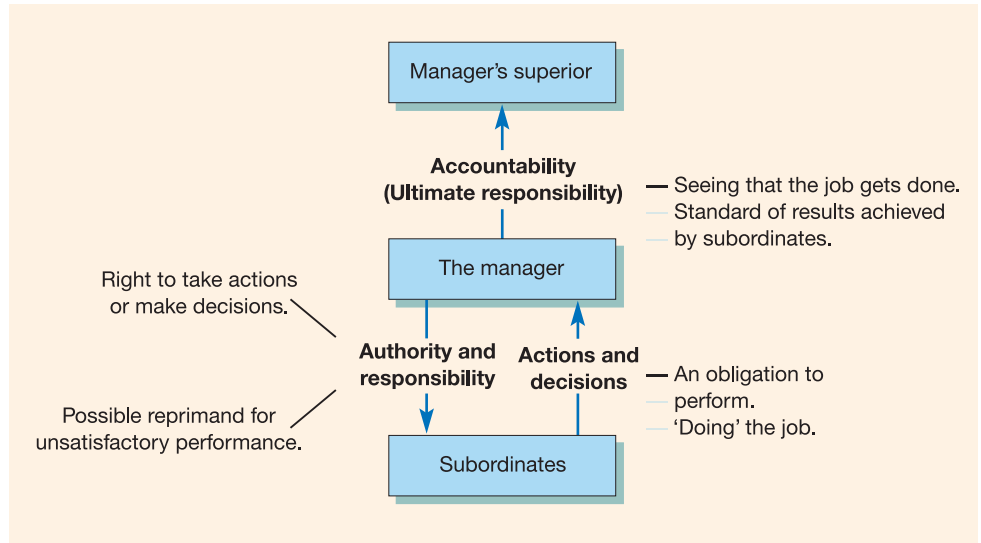 Manager's superior
Accountability
(Ultimate responsibility)
Seeing that the job gets done.
Standard of results achieved
by subordinates.
The manager
Right to take actions
or make decisions.
Authority and
responsibility
Actions and
decisions
An obligation to
perform.
'Doing' the job.
Possible reprimand for
unsatisfactory performance.
Subordinates